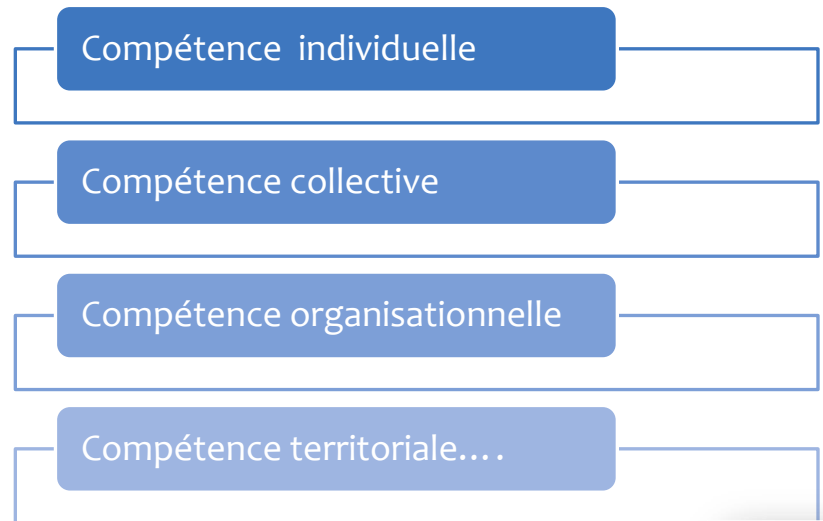 Compétence individuelle
Compétence collective
Compétence organisationnelle
Compétence territoriale….